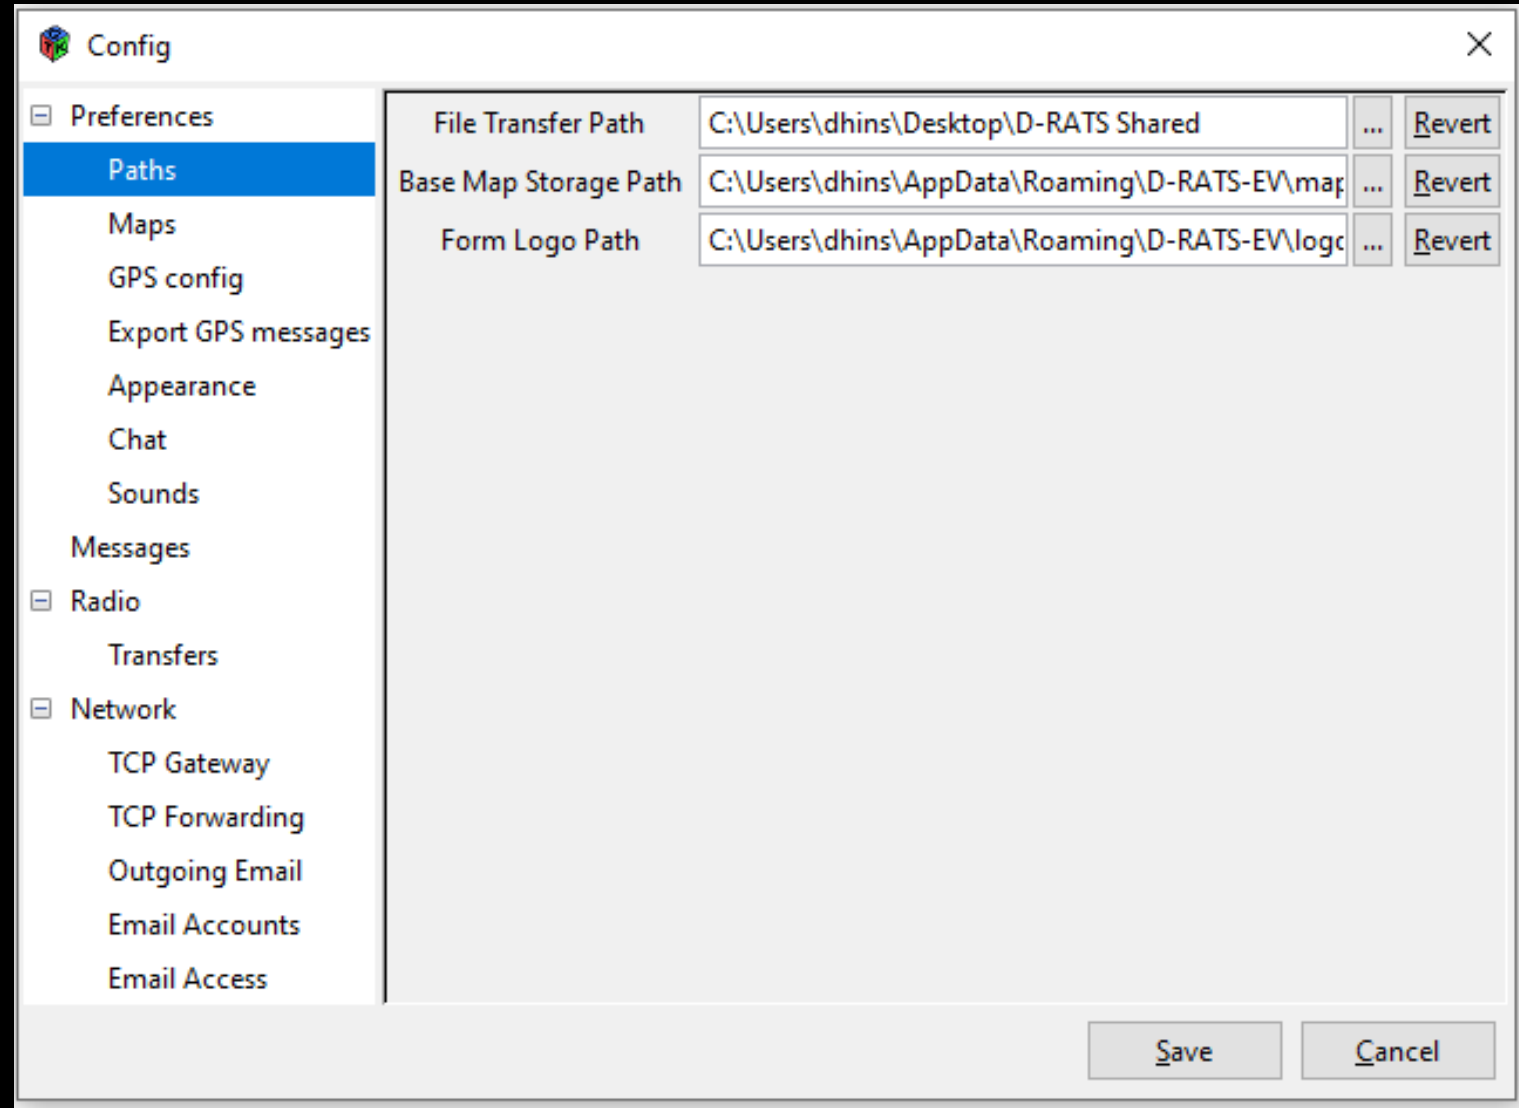 Config
Preferences
Paths
Maps
GPS config
Export GPS messages
Appearance
Chat
Sounds
Messages
Radio
Transfers
Network
TCP Gateway
TCP Forwarding
Outgoing Email
Email Accounts
Email Access
File Transfer Path C:\Users\dhins\Desktop\D-RATS Shared ... Revert
Base Map Storage Path C:\Users\dhins\AppData\Roaming\D-RATS-EV\map ... Revert
Form Logo Path C:\Users\dhins\AppData\Roaming\D-RATS-EV\logo ... Revert
Save Cancel